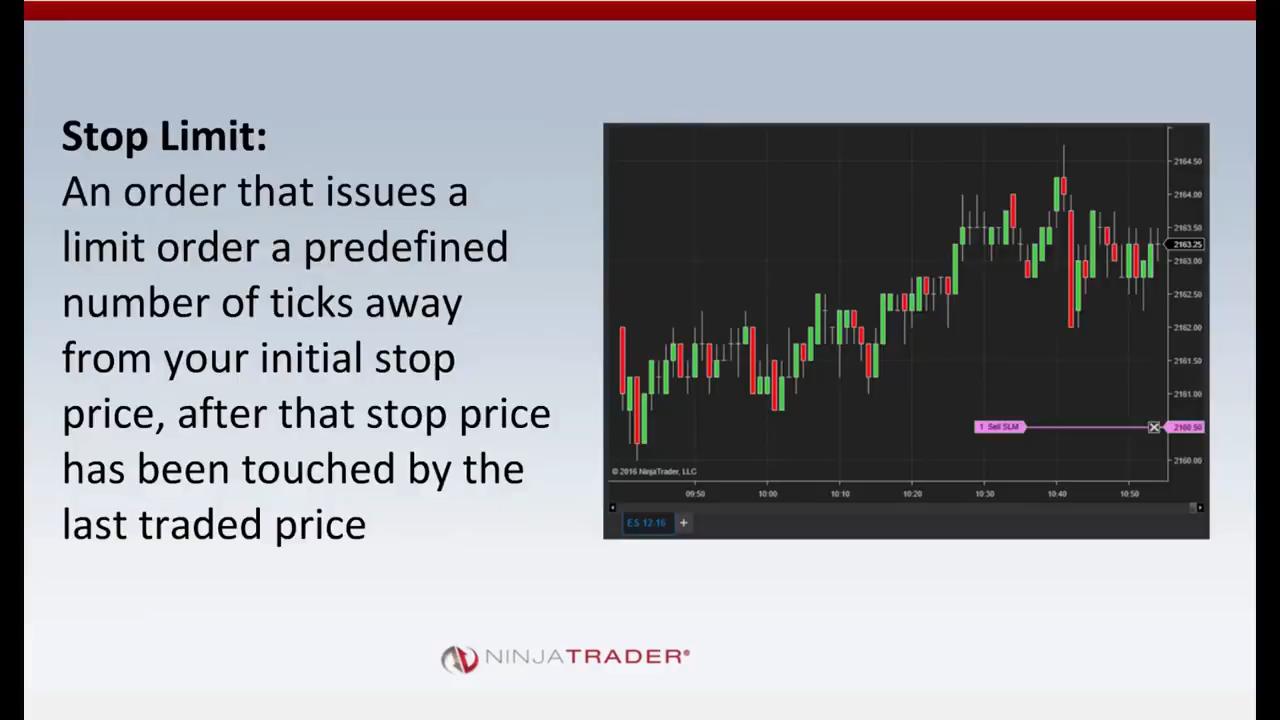 Stop Limit:
An order that issues a
limit order a predefined
number of ticks away
from your initial stop
price, after that stop price
has been touched by the
last traded price
2164.50
2164.00
2163.50
2163.25
2163.00
2162.50
2162.00
2161.50
2161.00
1 Sell SLM
2160.50
2160.00
© 2016 NinjaTrader, LLC
09:50 10:00 10:10 10:20 10:30 10:40 10:50
ES 12-16 +
NINJATRADER®